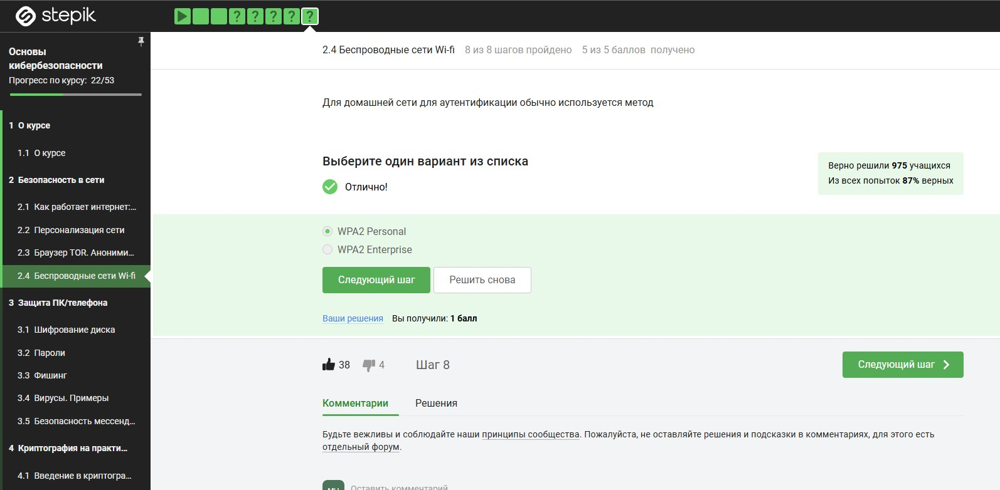 stepik
? ? ? ? ?
Основы
кибербезопасности
Прогресс по курсу: 22/53
1 О курсе
1.1 О курсе
2 Безопасность в сети
2.1 Как работает интернет:...
2.2 Персонализация сети
2.3 Браузер TOR. Аноними...
2.4 Беспроводные сети Wi-fi
3 Защита ПК/телефона
3.1 Шифрование диска
3.2 Пароли
3.3 Фишинг
3.4 Вирусы. Примеры
3.5 Безопасность мессенд...
4 Криптография на практи...
4.1 Введение в криптогра...
2.4 Беспроводные сети Wi-fi 8 из 8 шагов пройдено 5 из 5 баллов получено
Для домашней сети для аутентификации обычно используется метод
Выберите один вариант из списка
Отлично!
Верно решили 975 учащихся
Из всех попыток 87% верных
WPA2 Personal
WPA2 Enterprise
Следующий шаг Решить снова
Ваши решения Вы получили: 1 балл
38 4 Шаг 8 Следующий шаг
Комментарии Решения
Будьте вежливы и соблюдайте наши принципы сообщества. Пожалуйста, не оставляйте решения и подсказки в комментариях, для этого есть
отдельный форум.
Оставить комментарий